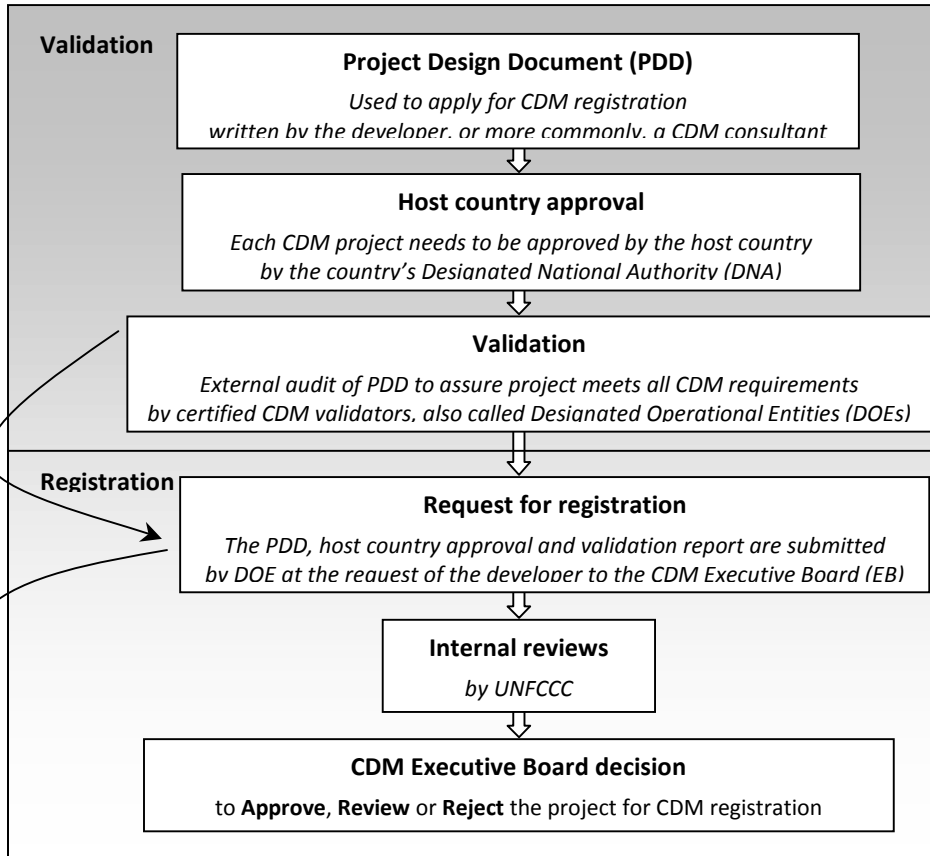 Validation
Project Design Document (PDD)
Used to apply for CDM registration
written by the developer, or more commonly, a CDM consultant
Host country approval
Each CDM project needs to be approved by the host country
by the country's Designated National Authority (DNA)
Validation
External audit of PDD to assure project meets all CDM requirements
by certified CDM validators, also called Designated Operational Entities (DOEs)
Registration
Request for registration
The PDD, host country approval and validation report are submitted
by DOE at the request of the developer to the CDM Executive Board (EB)
Internal reviews
by UNFCCC
CDM Executive Board decision
to Approve, Review or Reject the project for CDM registration